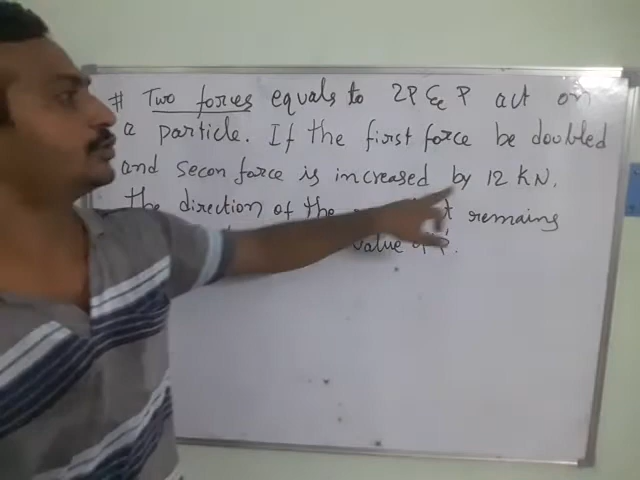 # Two forces equals to 2P & P act on
a particle. If the first force be doubled
and secon force is increased by 12 KN.
the direction of the remains
value of P.